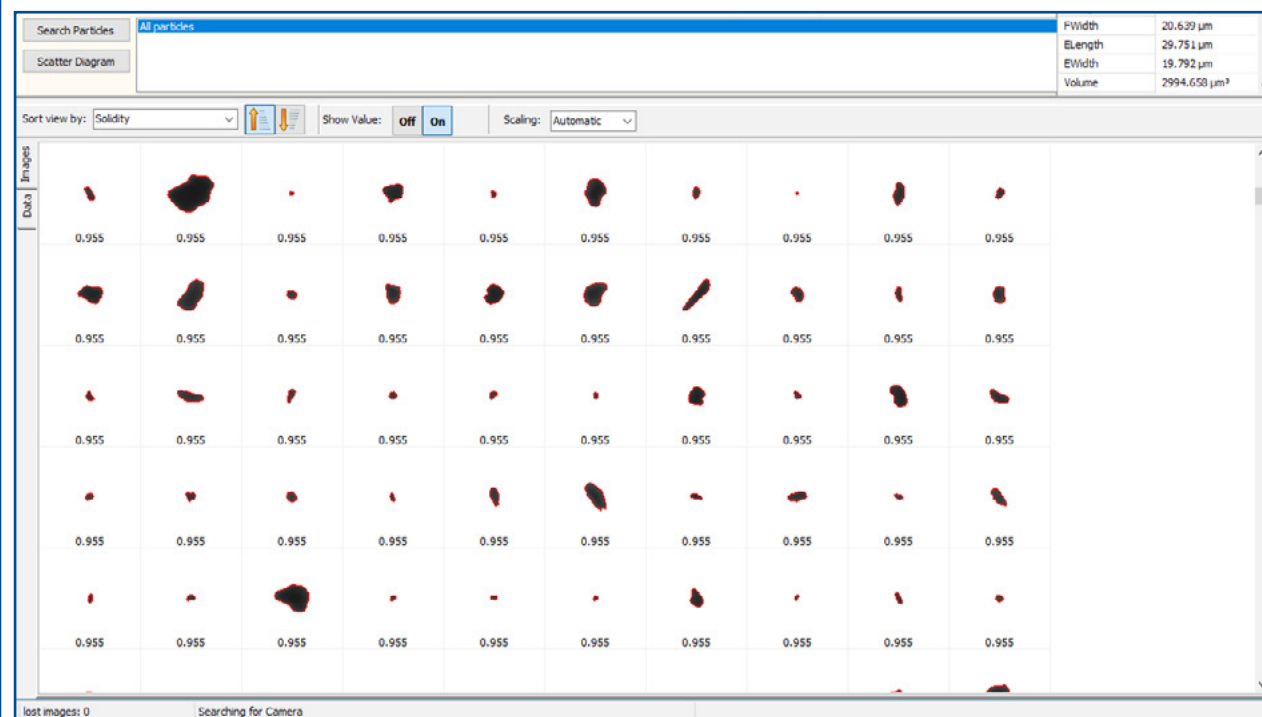 Search Particles
Scatter Diagram
All particles
FWidth 20.639 µm
ELength 29.751 µm
EWidth 19.792 µm
Volume 2994.658 µm³
Sort view by: Solidity Show Value: Off On Scaling: Automatic
Images
Data
0.955 0.955 0.955 0.955 0.955 0.955 0.955 0.955 0.955 0.955
0.955 0.955 0.955 0.955 0.955 0.955 0.955 0.955 0.955 0.955
0.955 0.955 0.955 0.955 0.955 0.955 0.955 0.955 0.955 0.955
0.955 0.955 0.955 0.955 0.955 0.955 0.955 0.955 0.955 0.955
0.955 0.955 0.955 0.955 0.955 0.955 0.955 0.955 0.955 0.955
lost images: 0 Searching for Camera